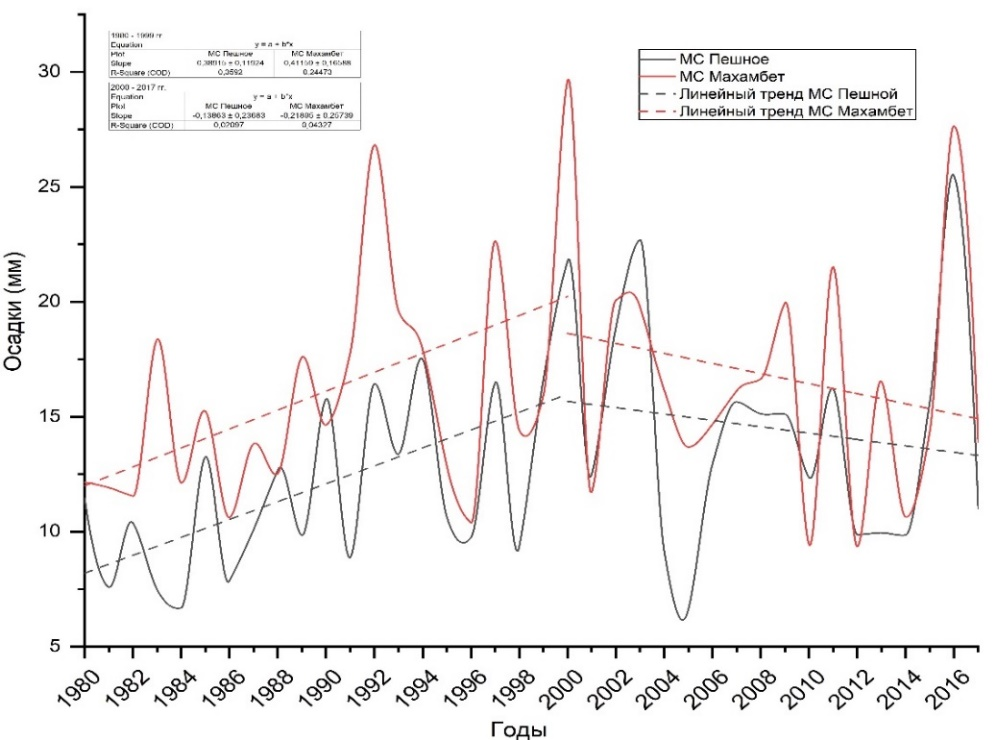 1980 - 1999 гг
Equation y = a + b*x
Plot МС Пешное МС Махамбет
Slope 0,38915 ± 0,11924 0,41150 ± 0,16588
R-Square (COD) 0,3592 0,24473
2000 - 2017 гг.
Equation y = a + b*x
Plot МС Пешное МС Махамбет
Slope -0,13863 ± 0,23683 -0,21895 ± 0,25739
R-Square (COD) 0,02097 0,04327
МС Пешное
МС Махамбет
Линейный тренд МС Пешной
Линейный тренд МС Махамбет
Осадки (мм)
30
25
20
15
10
5
1980 1982 1984 1986 1988 1990 1992 1994 1996 1998 2000 2002 2004 2006 2008 2010 2012 2014 2016
Годы